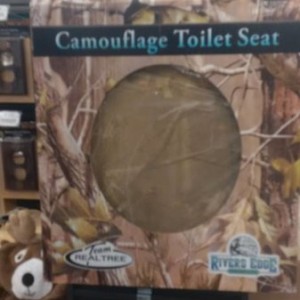 Camouflage Toilet Seat
Team
REALTREE
RIVERS EDGE